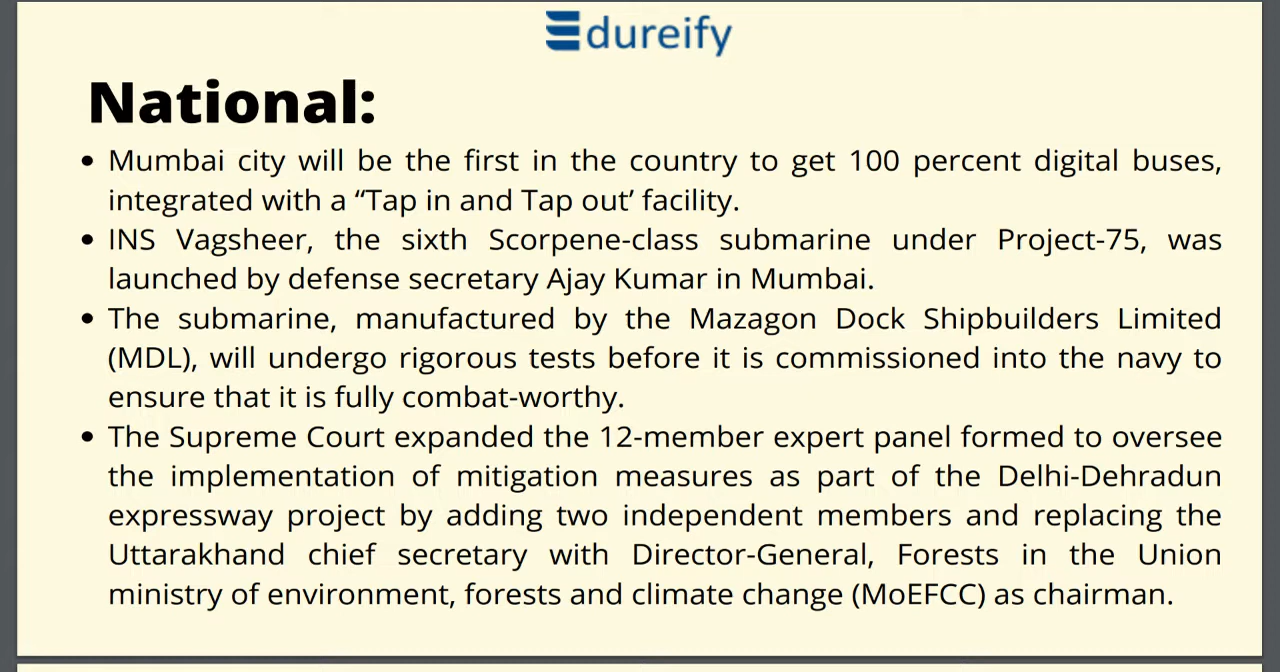 Edureify
National:
• Mumbai city will be the first in the country to get 100 percent digital buses,
integrated with a “Tap in and Tap out’ facility.
• INS Vagsheer, the sixth Scorpene-class submarine under Project-75, was
launched by defense secretary Ajay Kumar in Mumbai.
• The submarine, manufactured by the Mazagon Dock Shipbuilders Limited
(MDL), will undergo rigorous tests before it is commissioned into the navy to
ensure that it is fully combat-worthy.
• The Supreme Court expanded the 12-member expert panel formed to oversee
the implementation of mitigation measures as part of the Delhi-Dehradun
expressway project by adding two independent members and replacing the
Uttarakhand chief secretary with Director-General, Forests in the Union
ministry of environment, forests and climate change (MoEFCC) as chairman.